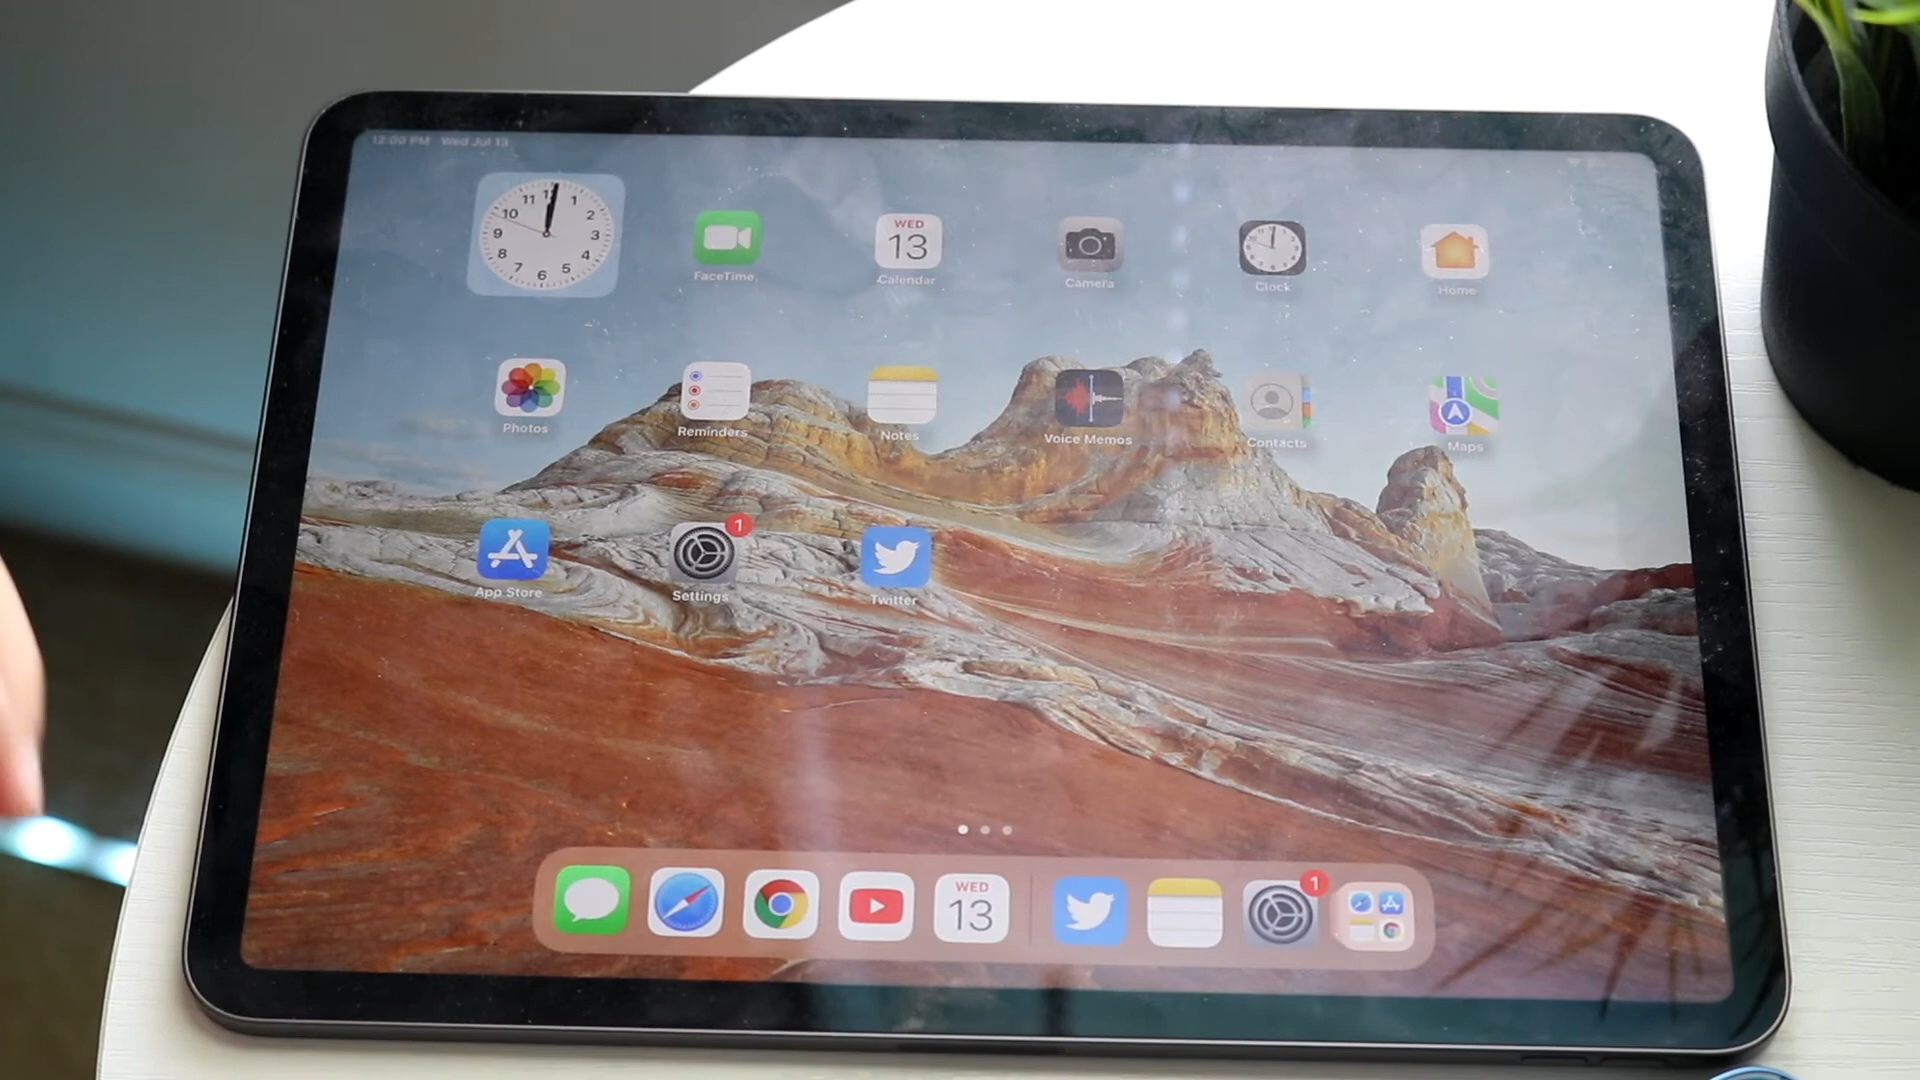 12:00 PM Wed Jul 13
11 12 1
10 2
9 3
8 4
7 6 5
FaceTime
WED
13
Calendar
Camera
Clock
Home
Photos
Reminders
Notes
Voice Memos
Contacts
Maps
App Store
1
Settings
Twitter
WED
13
1